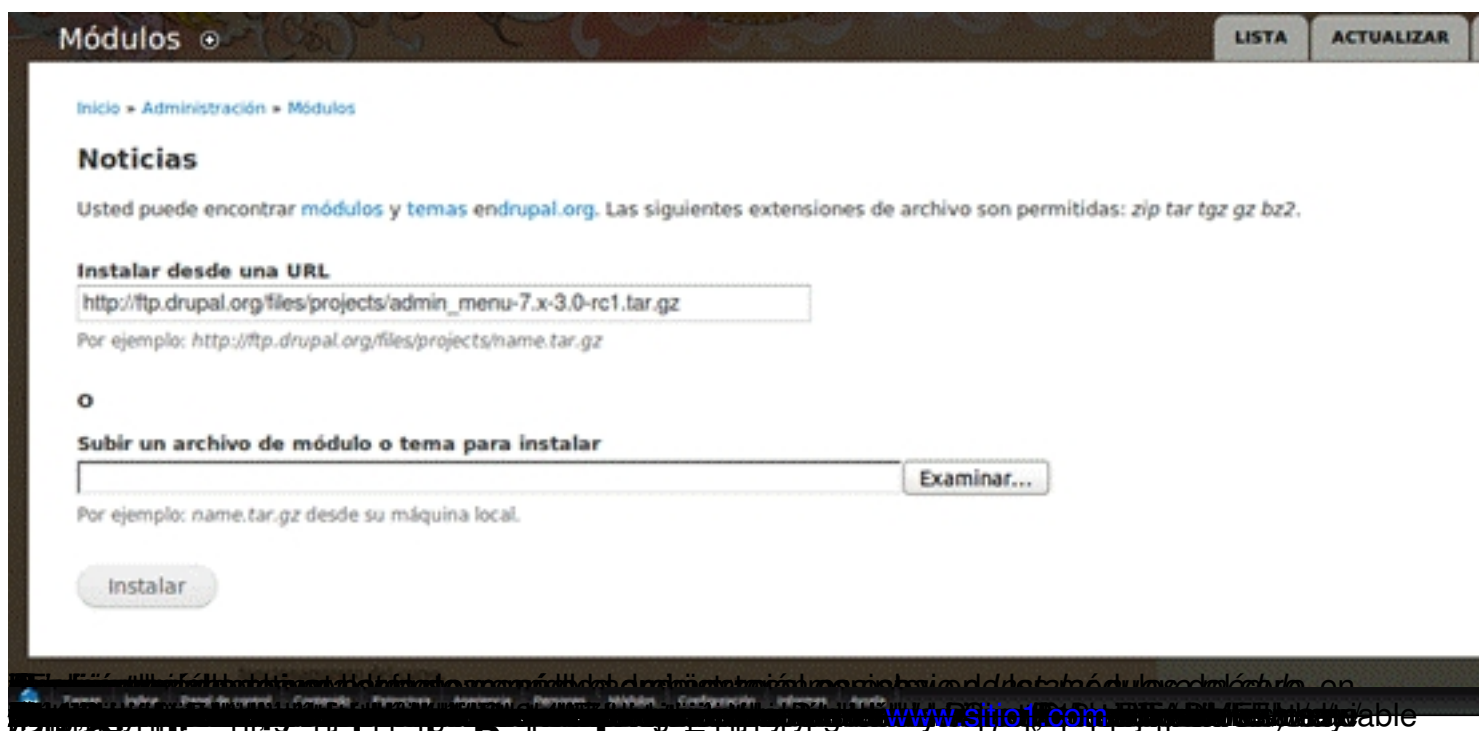 Módulos
LISTA
ACTUALIZAR
Inicio » Administración » Módulos
Noticias
Usted puede encontrar módulos y temas endrupal.org. Las siguientes extensiones de archivo son permitidas: zip tar tgz gz bz2.
Instalar desde una URL
http://ftp.drupal.org/files/projects/admin_menu-7.x-3.0-rc1.tar.gz
Por ejemplo: http://ftp.drupal.org/files/projects/name.tar.gz
O
Subir un archivo de módulo o tema para instalar
Examinar...
Por ejemplo: name.tar.gz desde su máquina local.
Instalar
www.sitio1.com